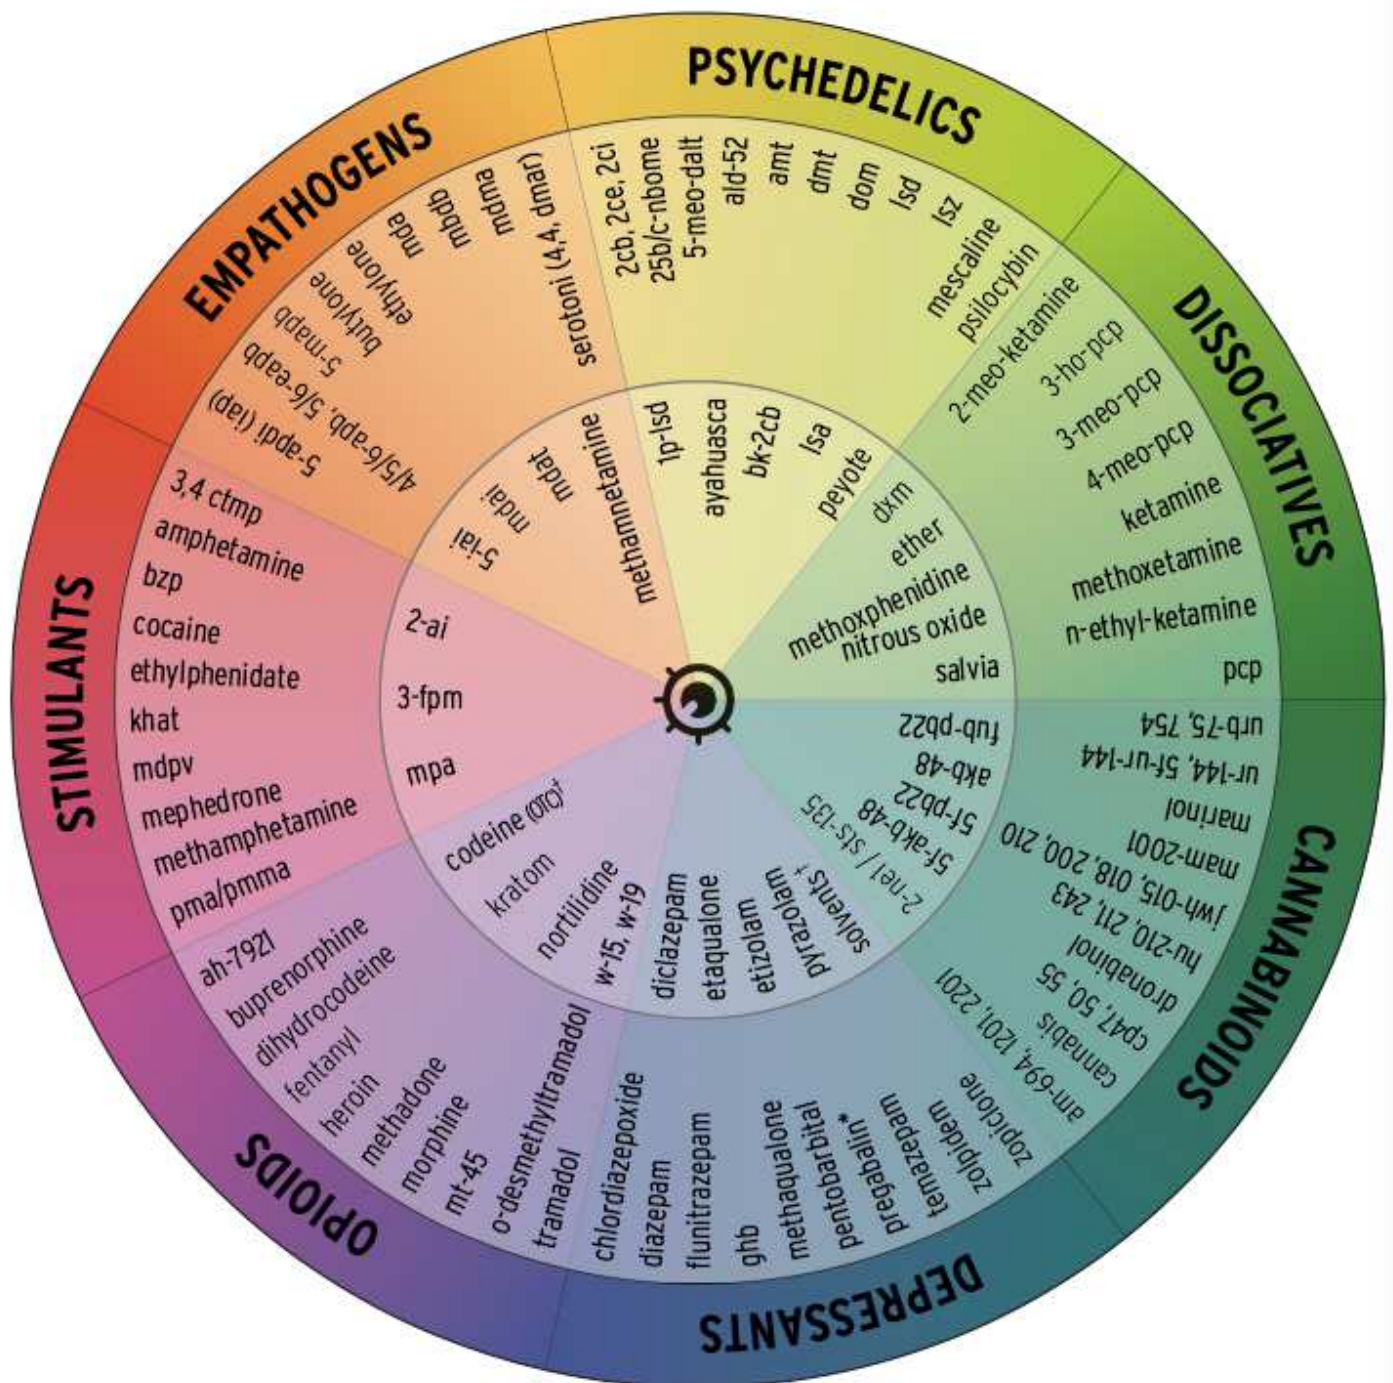 PSYCHEDELICS
2cb, 2ce, 2ci
25b/c-nbome
5-meo-dalt
ald-52
amt
dmt
dom
lsd
lsz
mescaline
psilocybin
1p-lsd
ayahuasca
bk-2cb
lsa
peyote
DISSOCIATIVES
2-meo-ketamine
3-ho-pcp
3-meo-pcp
4-meo-pcp
ketamine
methoxetamine
n-ethyl-ketamine
pcp
dxm
ether
methoxphenidine
nitrous oxide
salvia
CANNABINOIDS
urb-75, 754
ur-144, 5f-ur-144
marinol
mam-2001
jwh-015, 018, 200, 210
hu-210, 211, 243
dronabinol
cp47, 50, 55
cannabis
am-694, 1201, 2201
fub-pb22
akb-48
5f-pb22
5f-akb-48
2-ne1 / sts-135
DEPRESSANTS
chlordiazepoxide
diazepam
flunitrazepam
ghb
methaqualone
pentobarbital
pregabalin*
temazepam
zolpidem
zopiclone
diclazepam
etaqualone
etizolam
pyrazolam
solvents†
OPIOIDS
ah-7921
buprenorphine
dihydrocodeine
fentanyl
heroin
methadone
morphine
mt-45
o-desmethyltramadol
tramadol
codeine (OTC)†
kratom
nortilidine
w-15, w-19
STIMULANTS
3,4 ctmp
amphetamine
bzp
cocaine
ethylphenidate
khat
mdpv
mephedrone
methamphetamine
pma/pmma
2-ai
3-fpm
mpa
EMPATHOGENS
5-apdi (iap)
4/5/6-apb, 5/6-eapb
5-mapb
butylone
ethylone
mda
mbdb
mdma
serotoni (4,4, dmar)
5-iai
mdai
mdat
methamnetamine